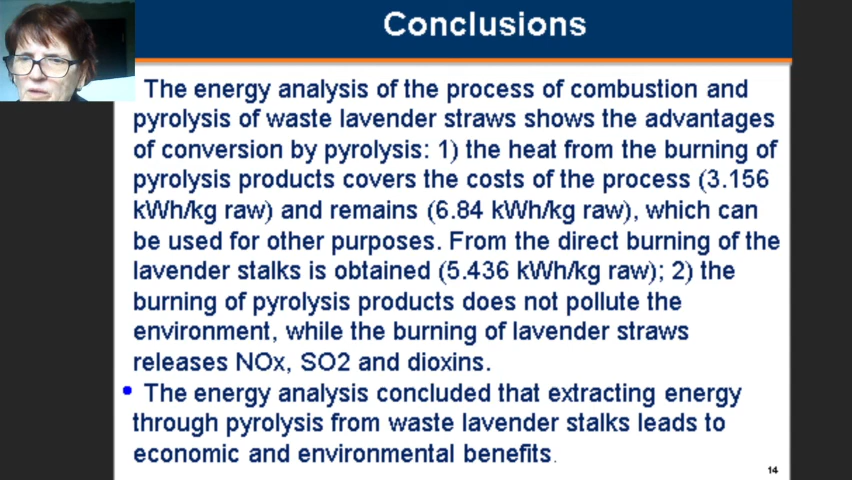 Conclusions
The energy analysis of the process of combustion and
pyrolysis of waste lavender straws shows the advantages
of conversion by pyrolysis: 1) the heat from the burning of
pyrolysis products covers the costs of the process (3.156
kWh/kg raw) and remains (6.84 kWh/kg raw), which can
be used for other purposes. From the direct burning of the
lavender stalks is obtained (5.436 kWh/kg raw); 2) the
burning of pyrolysis products does not pollute the
environment, while the burning of lavender straws
releases NOx, SO2 and dioxins.
• The energy analysis concluded that extracting energy
through pyrolysis from waste lavender stalks leads to
economic and environmental benefits.
14